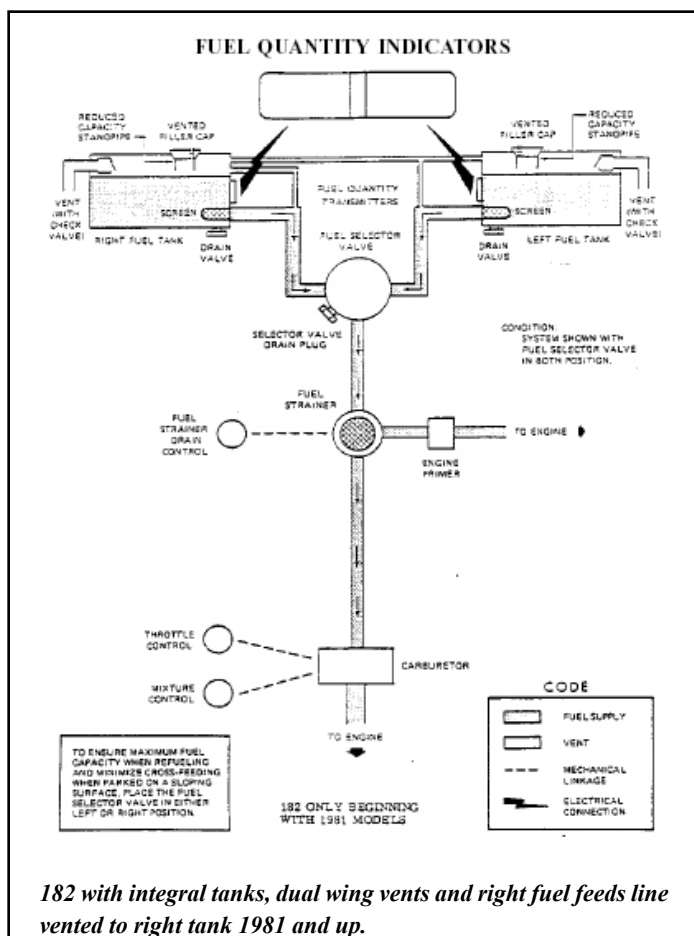 FUEL QUANTITY INDICATORS
REDUCED
CAPACITY
STANDPIPE
VENTED
FILLER CAP
VENTED
FILLER CAP
REDUCED
CAPACITY
STANDPIPE
VENT
(WITH
CHECK
VALVE)
SCREEN
RIGHT FUEL TANK
DRAIN
VALVE
FUEL QUANTITY
TRANSMITTERS
FUEL SELECTOR
VALVE
SCREEN
LEFT FUEL TANK
DRAIN
VALVE
VENT
(WITH
CHECK
VALVE)
SELECTOR VALVE
DRAIN PLUG
CONDITION:
SYSTEM SHOWN WITH
FUEL SELECTOR VALVE
IN BOTH POSITION.
FUEL
STRAINER
FUEL
STRAINER
DRAIN
CONTROL
TO ENGINE
ENGINE
PRIMER
THROTTLE
CONTROL
MIXTURE
CONTROL
CARBURETOR
TO ENGINE
TO ENSURE MAXIMUM FUEL
CAPACITY WHEN REFUELING
AND MINIMIZE CROSS-FEEDING
WHEN PARKED ON A SLOPING
SURFACE, PLACE THE FUEL
SELECTOR VALVE IN EITHER
LEFT OR RIGHT POSITION.
182 ONLY BEGINNING
WITH 1981 MODELS
CODE
FUEL SUPPLY
VENT
MECHANICAL
LINKAGE
ELECTRICAL
CONNECTION
182 with integral tanks, dual wing vents and right fuel feeds line
vented to right tank 1981 and up.